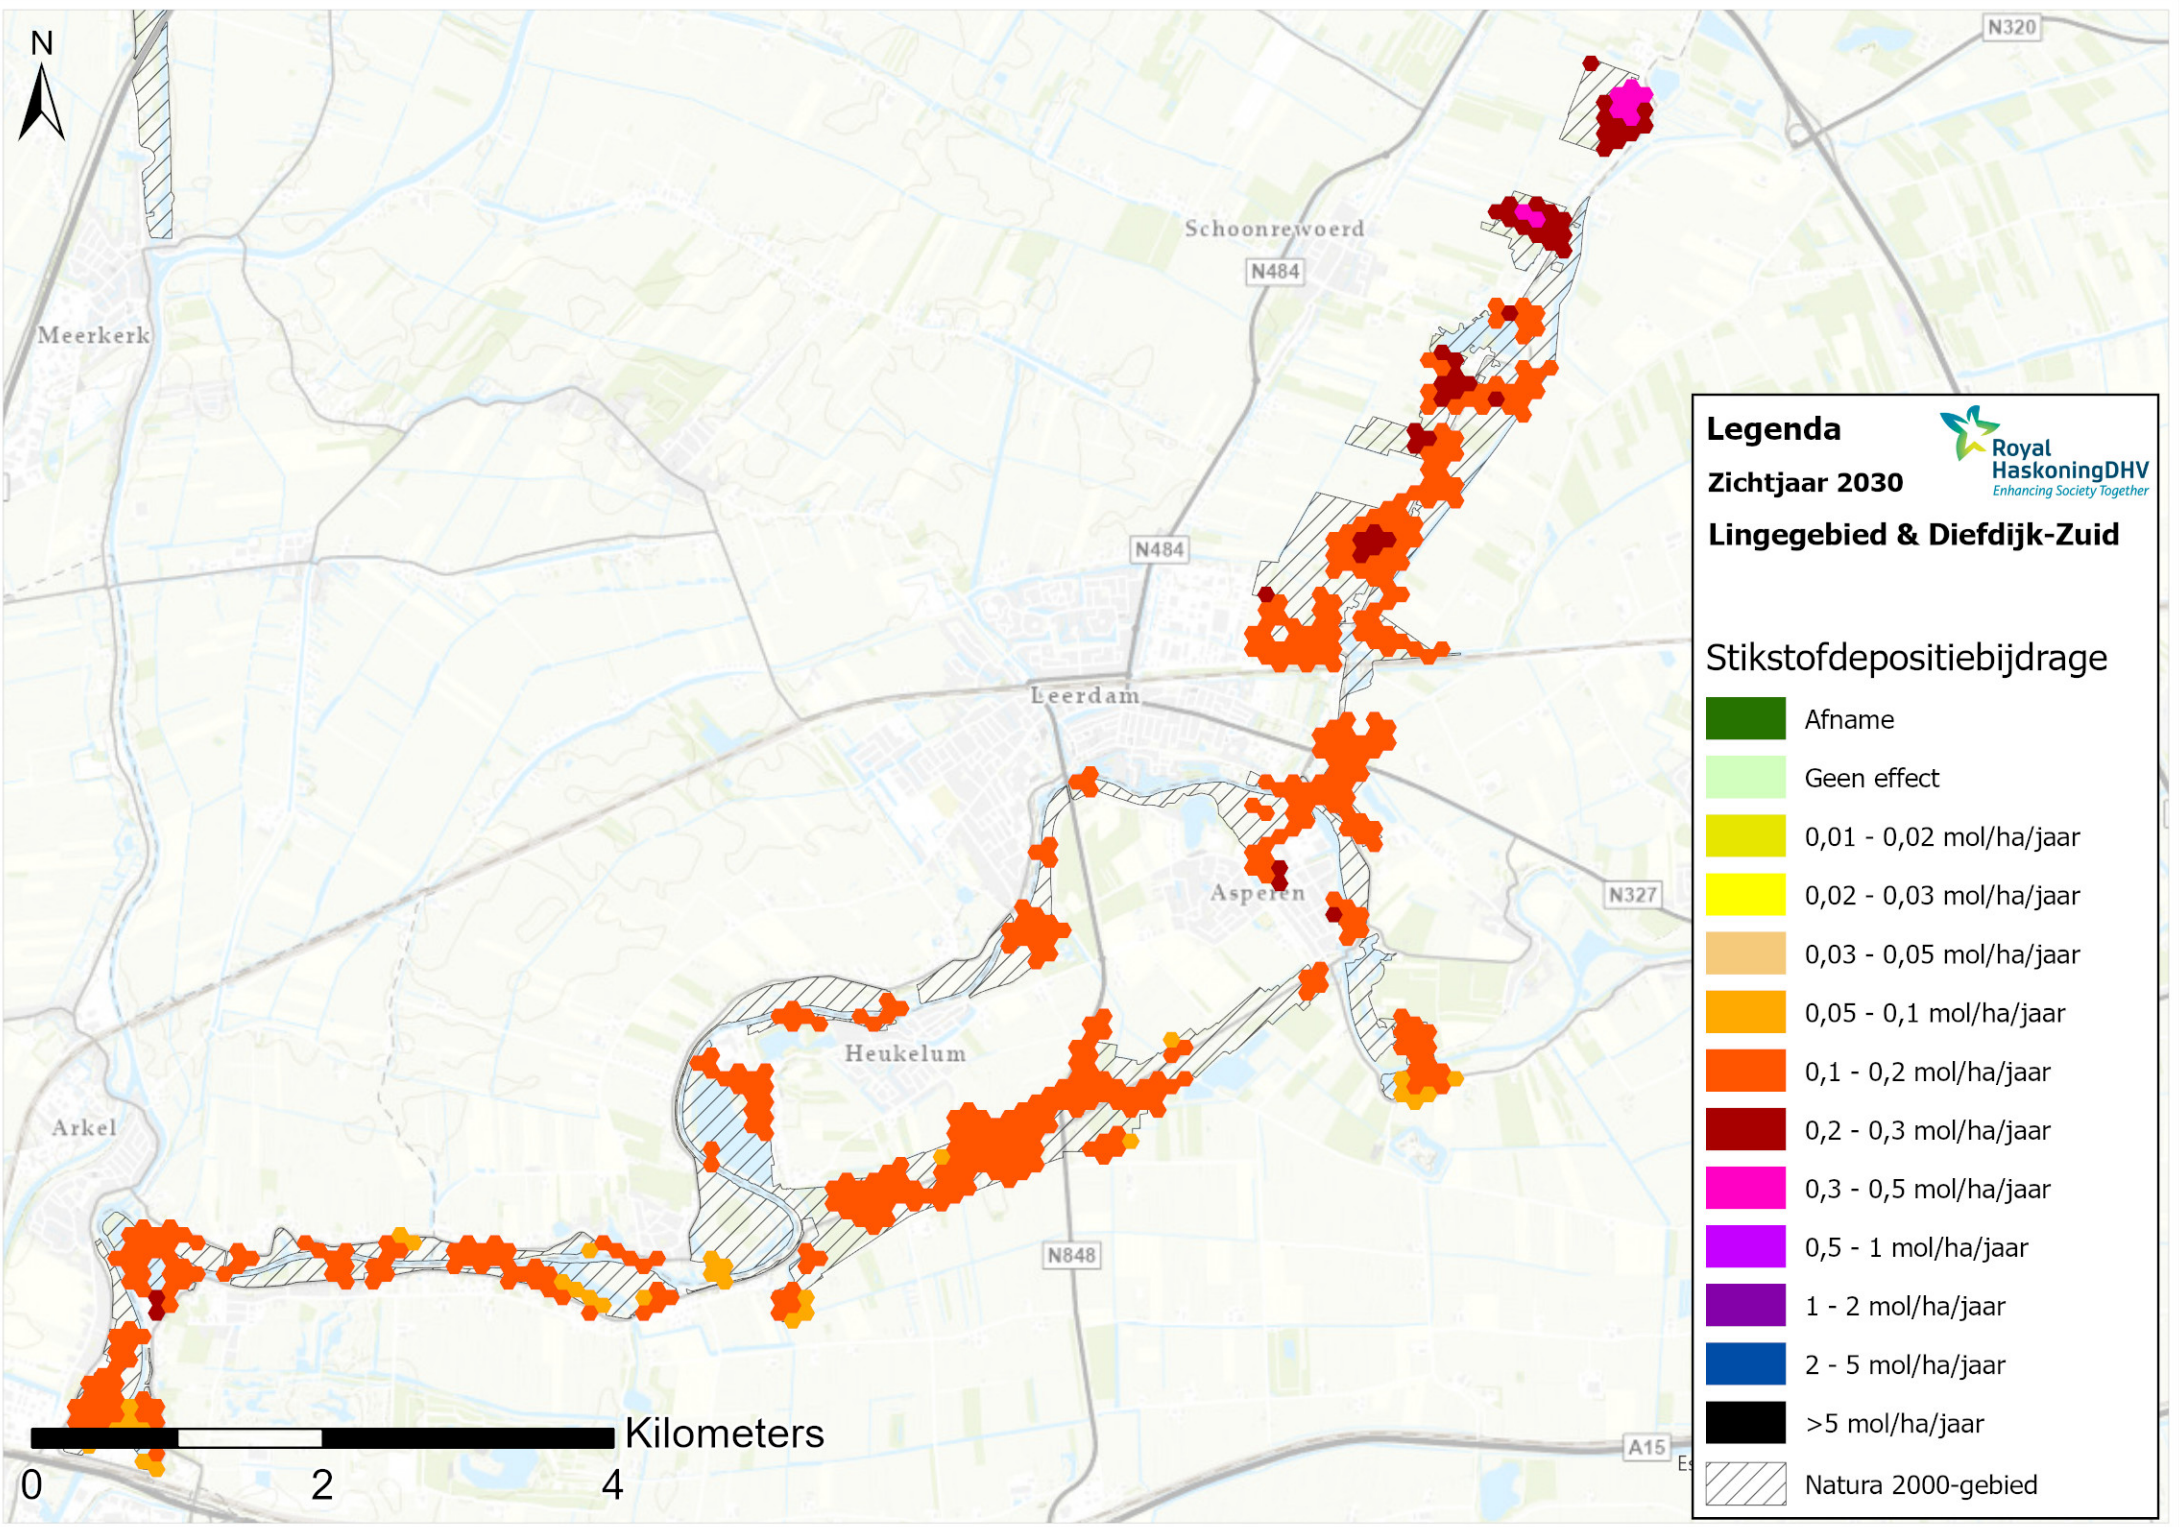 N
N320
Schoonrewoerd
N484
Meerkerk
N484
Leerdam
Asperen
N327
Heukelum
Arkel
N848
A15
Es
Kilometers
0 2 4
Legenda
Royal
HaskoningDHV
Enhancing Society Together
Zichtjaar 2030
Lingegebied & Diefdijk-Zuid
Stikstofdepositiebijdrage
Afname
Geen effect
0,01 - 0,02 mol/ha/jaar
0,02 - 0,03 mol/ha/jaar
0,03 - 0,05 mol/ha/jaar
0,05 - 0,1 mol/ha/jaar
0,1 - 0,2 mol/ha/jaar
0,2 - 0,3 mol/ha/jaar
0,3 - 0,5 mol/ha/jaar
0,5 - 1 mol/ha/jaar
1 - 2 mol/ha/jaar
2 - 5 mol/ha/jaar
>5 mol/ha/jaar
Natura 2000-gebied